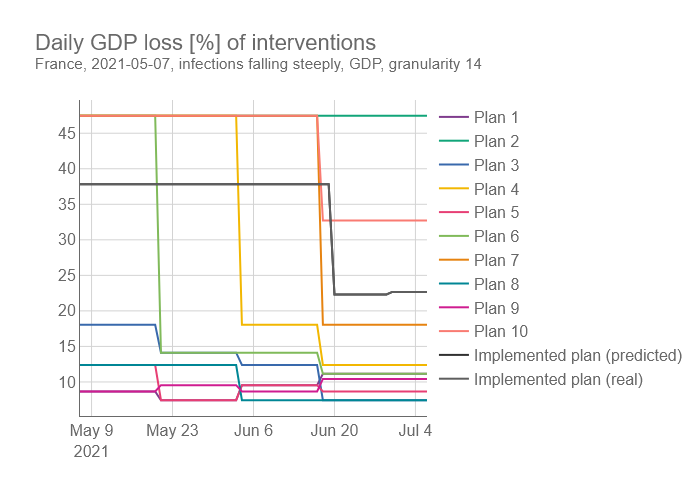 Daily GDP loss [%] of interventions
France, 2021-05-07, infections falling steeply, GDP, granularity 14
45
40
35
30
25
20
15
10
May 9
2021
May 23
Jun 6
Jun 20
Jul 4
Plan 1
Plan 2
Plan 3
Plan 4
Plan 5
Plan 6
Plan 7
Plan 8
Plan 9
Plan 10
Implemented plan (predicted)
Implemented plan (real)